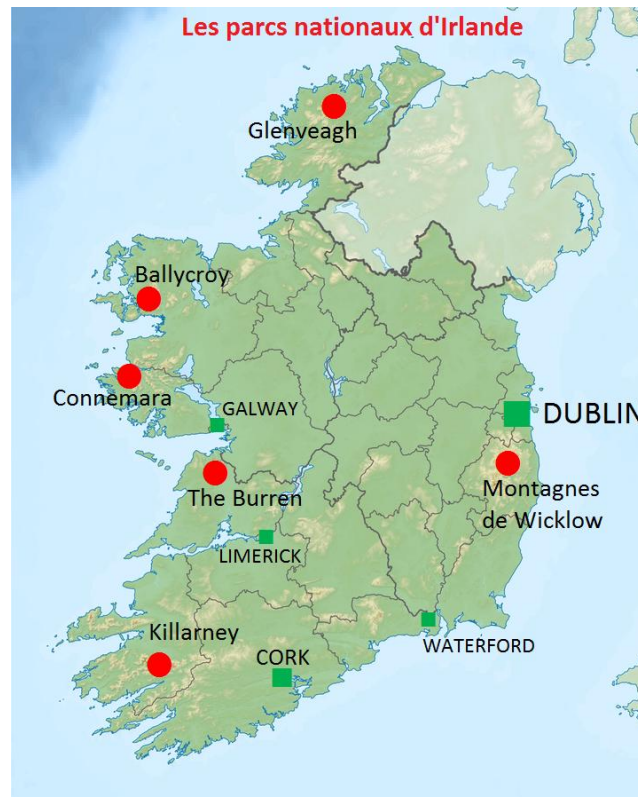 Les parcs nationaux d'Irlande
Glenveagh
Ballycroy
Connemara
GALWAY
DUBLIN
The Burren
Montagnes
de Wicklow
LIMERICK
Killarney
CORK
WATERFORD